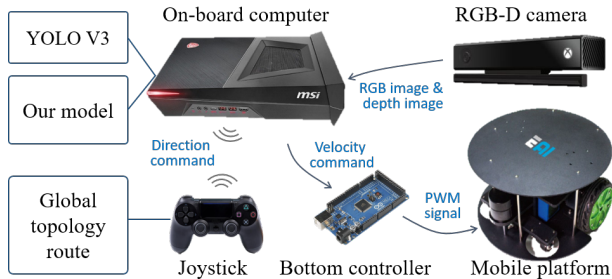 On-board computer
RGB-D camera
YOLO V3
Our model
msi
RGB image &
depth image
Direction
command
Velocity
command
PWM
signal
Global
topology
route
Joystick
Bottom controller
Mobile platform